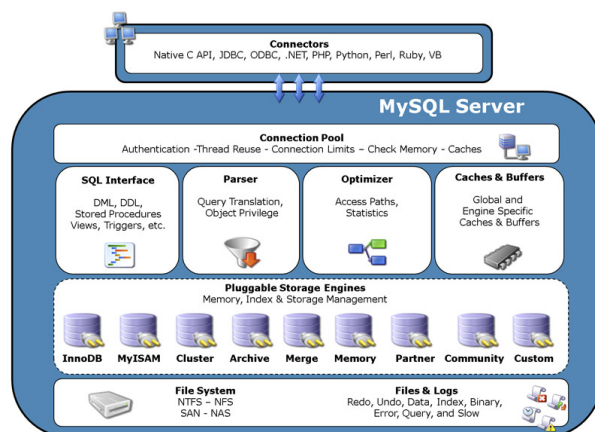 Connectors
Native C API, JDBC, ODBC, .NET, PHP, Python, Perl, Ruby, VB
MySQL Server
Connection Pool
Authentication -Thread Reuse - Connection Limits – Check Memory - Caches
SQL Interface
DML, DDL,
Stored Procedures
Views, Triggers, etc.
Parser
Query Translation,
Object Privilege
Optimizer
Access Paths,
Statistics
Caches & Buffers
Global and
Engine Specific
Caches & Buffers
Pluggable Storage Engines
Memory, Index & Storage Management
InnoDB MyISAM Cluster Archive Merge Memory Partner Community Custom
File System
NTFS – NFS
SAN - NAS
Files & Logs
Redo, Undo, Data, Index, Binary,
Error, Query, and Slow